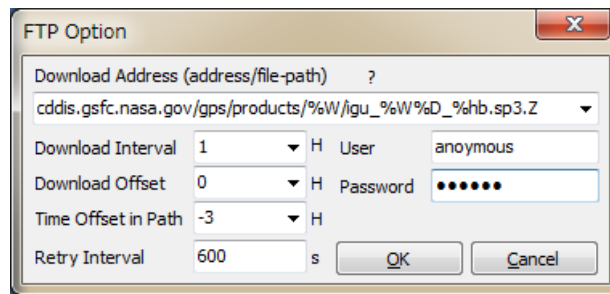 FTP Option
Download Address (address/file-path) ?
cddis.gsfc.nasa.gov/gps/products/%W/igu_%W%D_%hb.sp3.Z
Download Interval 1 H User anoymous
Download Offset 0 H Password ••••••
Time Offset in Path -3 H
Retry Interval 600 s OK Cancel